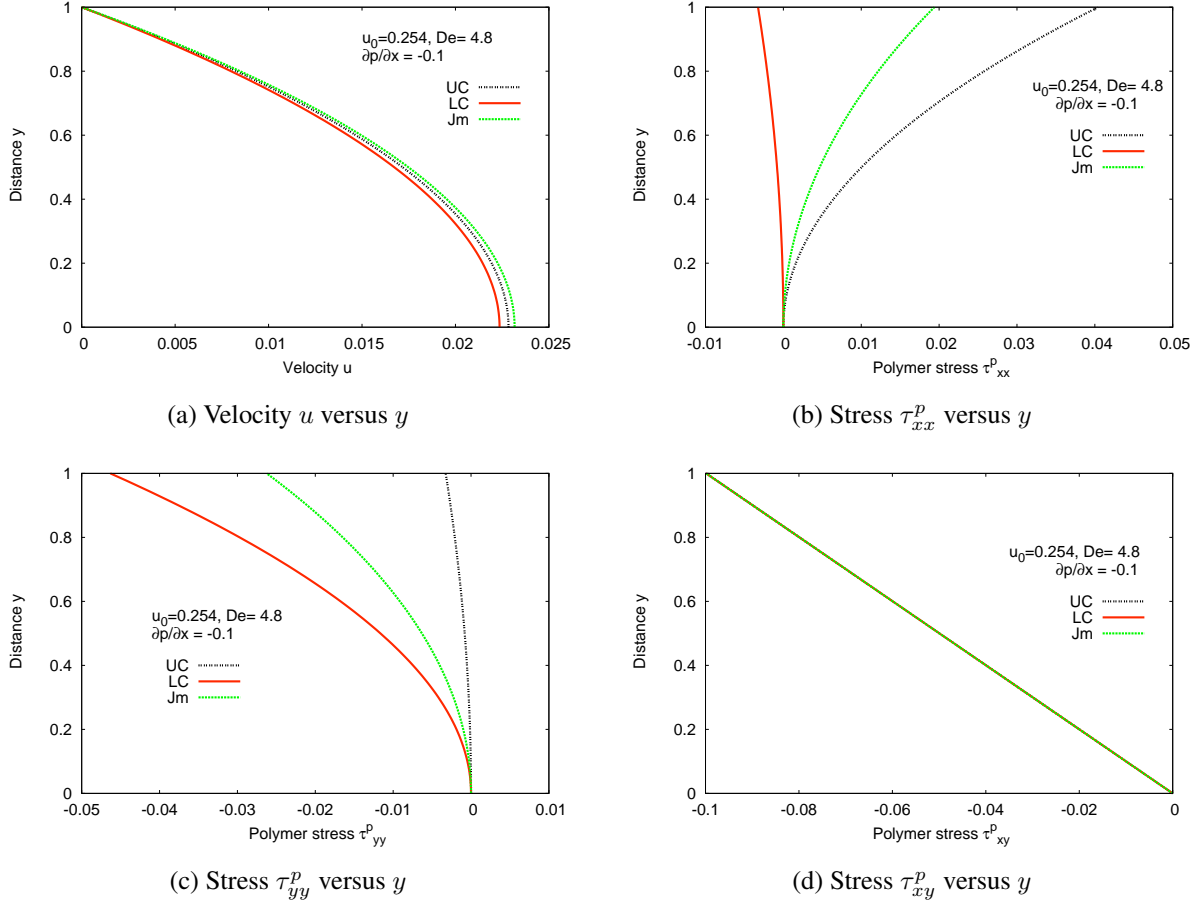 u0=0.254, De= 4.8
∂p/∂x = -0.1
UC
LC
Jm
Distance y
1
0.8
0.6
0.4
0.2
0
0 0.005 0.01 0.015 0.02 0.025
Velocity u
(a) Velocity u versus y
u0=0.254, De= 4.8
∂p/∂x = -0.1
UC
LC
Jm
Distance y
1
0.8
0.6
0.4
0.2
0
-0.01 0 0.01 0.02 0.03 0.04 0.05
Polymer stress τ^p_xx
(b) Stress τ^p_xx versus y
u0=0.254, De= 4.8
∂p/∂x = -0.1
UC
LC
Jm
Distance y
1
0.8
0.6
0.4
0.2
0
-0.05 -0.04 -0.03 -0.02 -0.01 0 0.01
Polymer stress τ^p_yy
(c) Stress τ^p_yy versus y
u0=0.254, De= 4.8
∂p/∂x = -0.1
UC
LC
Jm
Distance y
1
0.8
0.6
0.4
0.2
0
-0.1 -0.08 -0.06 -0.04 -0.02 0
Polymer stress τ^p_xy
(d) Stress τ^p_xy versus y